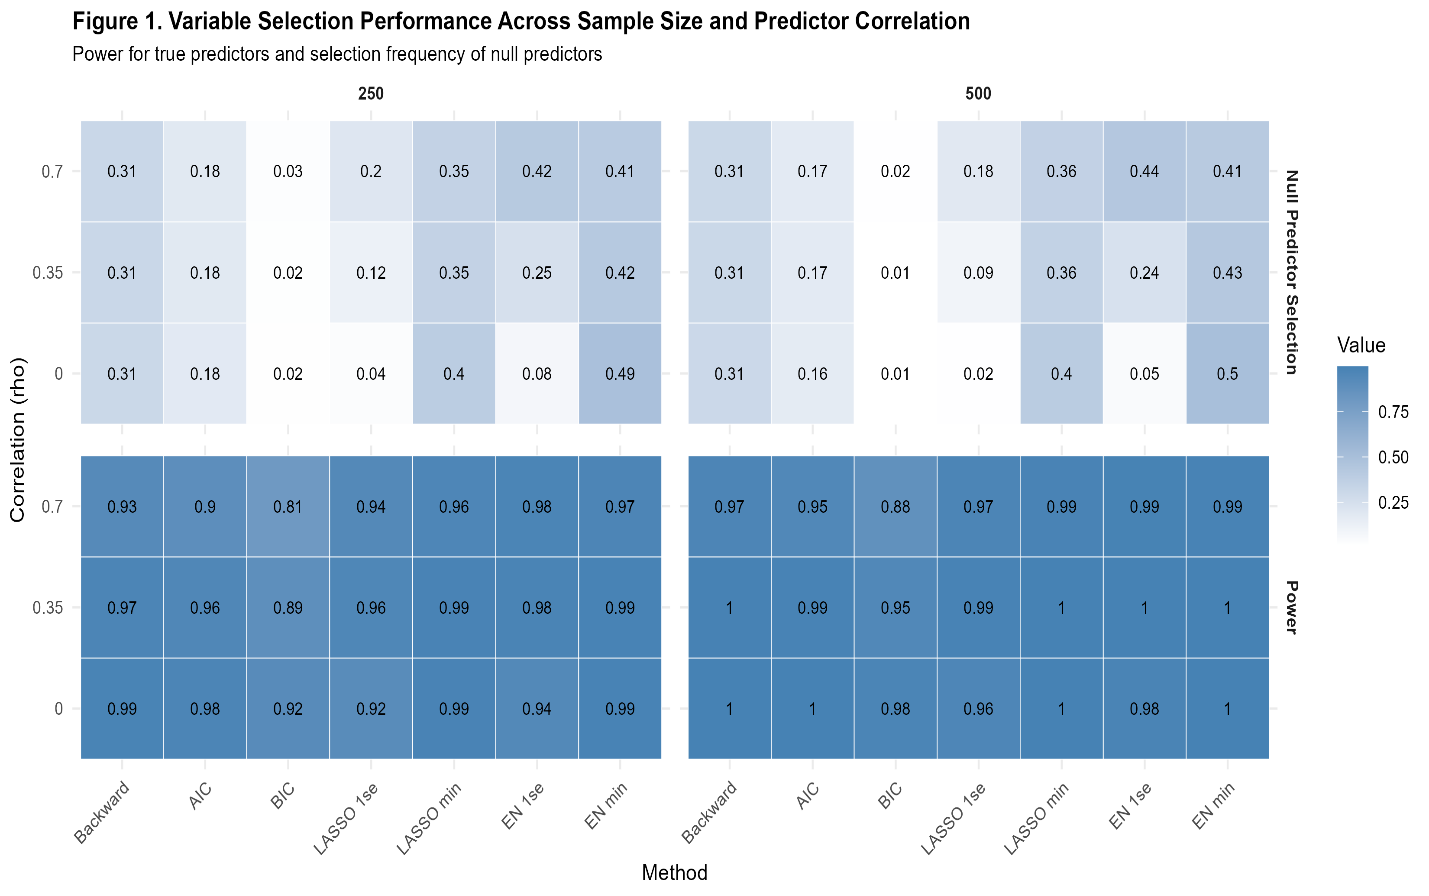 Figure 1. Variable Selection Performance Across Sample Size and Predictor Correlation
Power for true predictors and selection frequency of null predictors
250
500
0.7
0.31 0.18 0.03 0.2 0.35 0.42 0.41
0.31 0.17 0.02 0.18 0.36 0.44 0.41
0.35
0.31 0.18 0.02 0.12 0.35 0.25 0.42
0.31 0.17 0.01 0.09 0.36 0.24 0.43
0
0.31 0.18 0.02 0.04 0.4 0.08 0.49
0.31 0.16 0.01 0.02 0.4 0.05 0.5
Null Predictor Selection
0.7
0.93 0.9 0.81 0.94 0.96 0.98 0.97
0.97 0.95 0.88 0.97 0.99 0.99 0.99
0.35
0.97 0.96 0.89 0.96 0.99 0.98 0.99
1 0.99 0.95 0.99 1 1 1
0
0.99 0.98 0.92 0.92 0.99 0.94 0.99
1 1 0.98 0.96 1 0.98 1
Power
Correlation (rho)
Backward
AIC
BIC
LASSO 1se
LASSO min
EN 1se
EN min
Backward
AIC
BIC
LASSO 1se
LASSO min
EN 1se
EN min
Method
Value
0.75
0.50
0.25